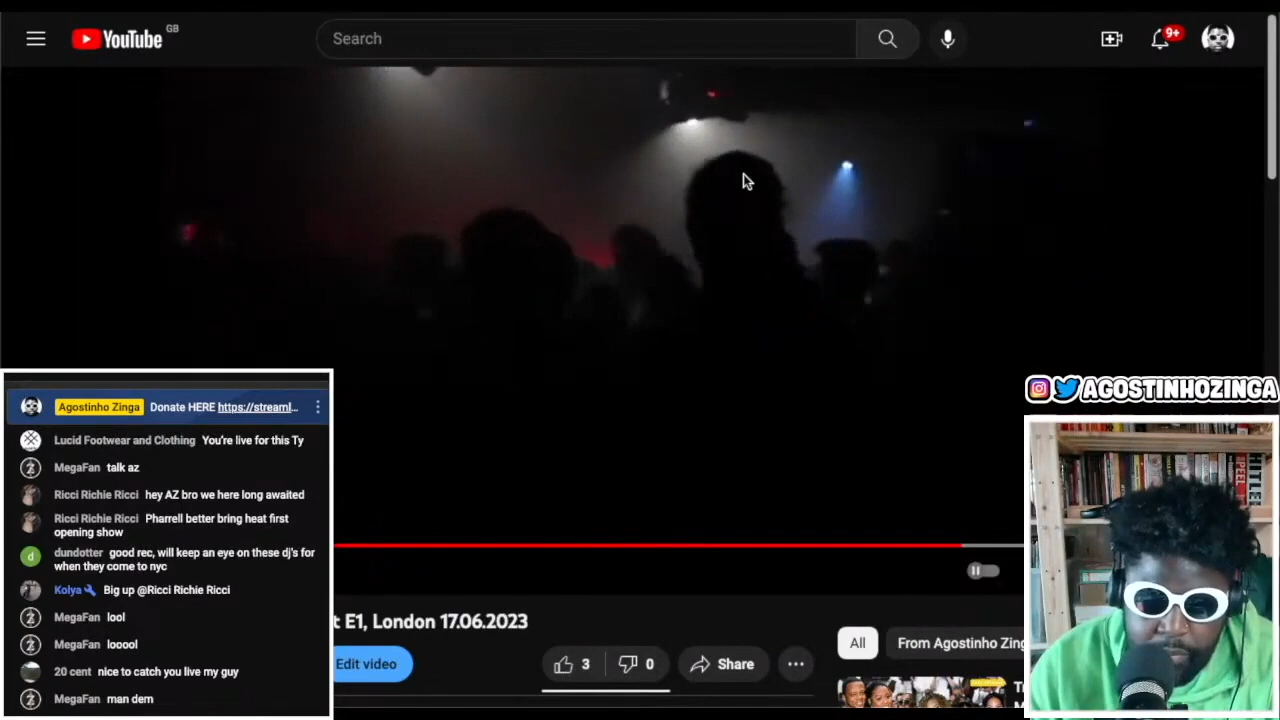 YouTube GB
Search
9+
Agostinho Zinga Donate HERE https://streaml...
Lucid Footwear and Clothing You're live for this Ty
MegaFan talk az
Ricci Richie Ricci hey AZ bro we here long awaited
Ricci Richie Ricci Pharrell better bring heat first
opening show
dundotter good rec, will keep an eye on these dj's for
when they come to nyc
Kolya Big up @Ricci Richie Ricci
MegaFan lool
MegaFan looool
20 cent nice to catch you live my guy
MegaFan man dem
t E1, London 17.06.2023
Edit video
3
0
Share
All
From Agostinho Zing
AGOSTINHOZINGA
SPEER
HITLER